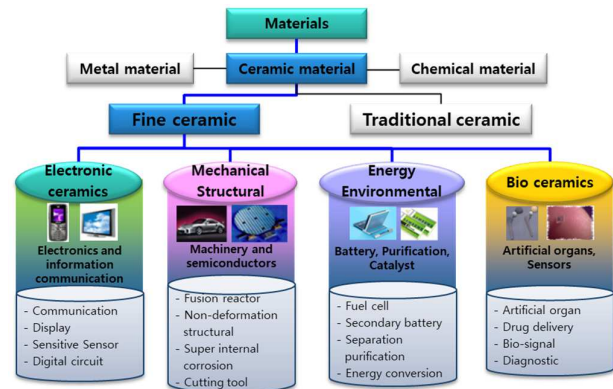 Materials
Metal material
Ceramic material
Chemical material
Fine ceramic
Traditional ceramic
Electronic
ceramics
Electronics and
information
communication
- Communication
- Display
- Sensitive Sensor
- Digital circuit
Mechanical
Structural
Machinery and
semiconductors
- Fusion reactor
- Non-deformation
structural
- Super internal
corrosion
- Cutting tool
Energy
Environmental
Battery, Purification,
Catalyst
- Fuel cell
- Secondary battery
- Separation
purification
- Energy conversion
Bio ceramics
Artificial organs,
Sensors
- Artificial organ
- Drug delivery
- Bio-signal
- Diagnostic